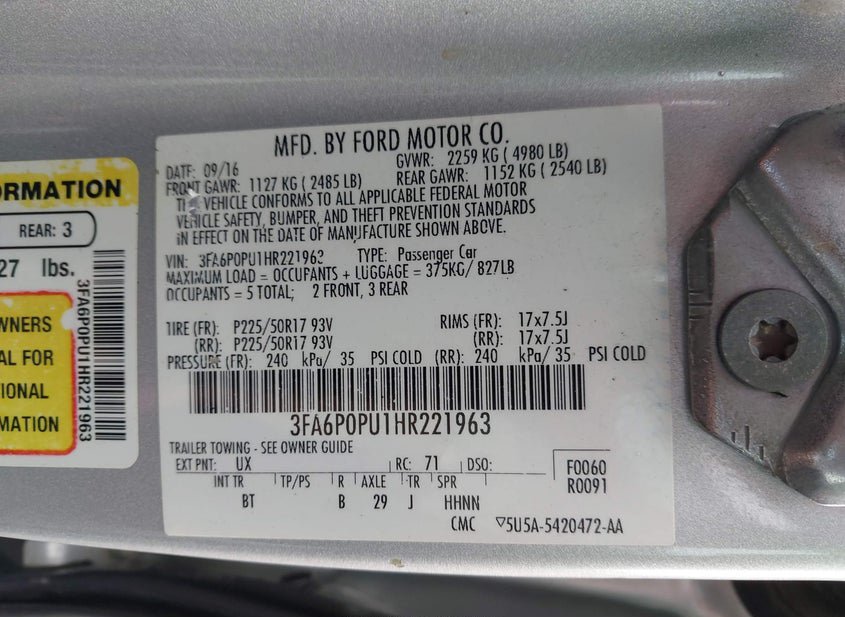 ORMATION
REAR: 3
27 lbs.
WNERS
AL FOR
IONAL
MATION
3FA6P0PU1HR221963
MFD. BY FORD MOTOR CO.
DATE: 09/16 GVWR: 2259 KG ( 4980 LB)
FRONT GAWR: 1127 KG ( 2485 LB) REAR GAWR: 1152 KG ( 2540 LB)
THIS VEHICLE CONFORMS TO ALL APPLICABLE FEDERAL MOTOR
VEHICLE SAFETY, BUMPER, AND THEFT PREVENTION STANDARDS
IN EFFECT ON THE DATE OF MANUFACTURE SHOWN ABOVE.
VIN: 3FA6P0PU1HR221963 TYPE: Passenger Car
MAXIMUM LOAD = OCCUPANTS + LUGGAGE = 375KG/ 827LB
OCCUPANTS = 5 TOTAL; 2 FRONT, 3 REAR
TIRE (FR): P225/50R17 93V RIMS (FR): 17x7.5J
(RR): P225/50R17 93V (RR): 17x7.5J
PRESSURE (FR): 240 kPa/ 35 PSI COLD (RR): 240 kPa/ 35 PSI COLD
3FA6P0PU1HR221963
TRAILER TOWING - SEE OWNER GUIDE
EXT PNT: UX RC: 71 DSO: F0060
R0091
INT TR TP/PS R AXLE TR SPR
BT B 29 J HHNN
CMC ▽5U5A-5420472-AA